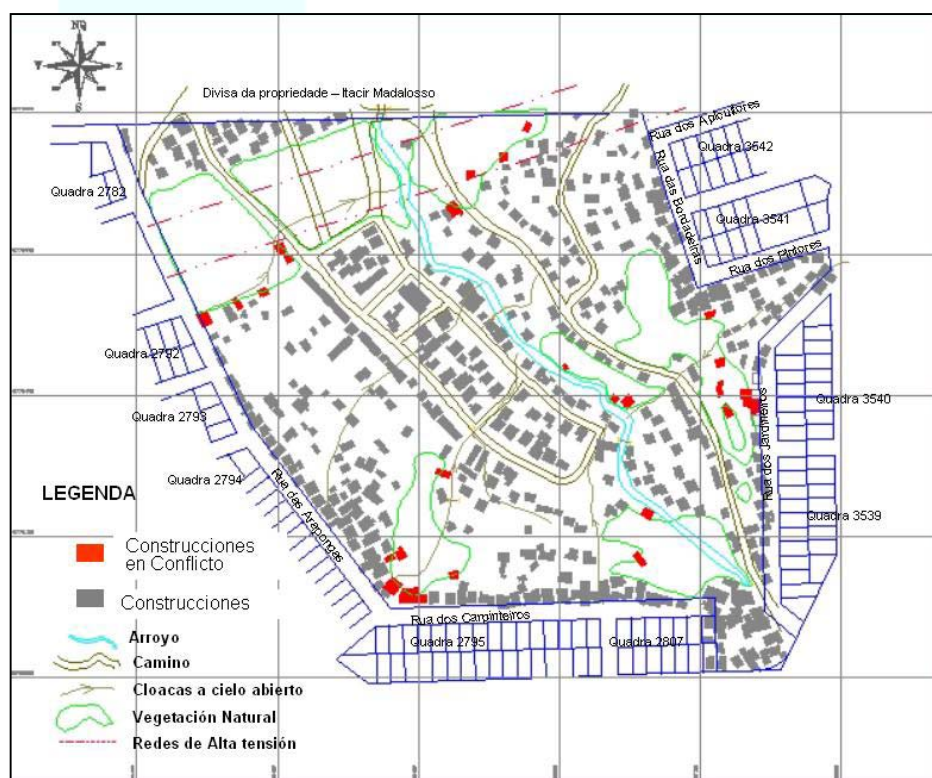 Divisa da propriedade – Itacir Madalosso
Rua dos Apicultores
Quadra 3542
Rua das Bordadeiras
Quadra 2782
Quadra 3541
Rua dos Pintores
Quadra 2792
Quadra 2793
Quadra 3540
Rua dos Jardineiros
Quadra 2794
Rua das Arapongas
Quadra 3539
Rua dos Carpinteiros
Quadra 2795
Quadra 2807
LEGENDA
Construcciones
en Conflicto
Construcciones
Arroyo
Camino
Cloacas a cielo abierto
Vegetación Natural
Redes de Alta tensión